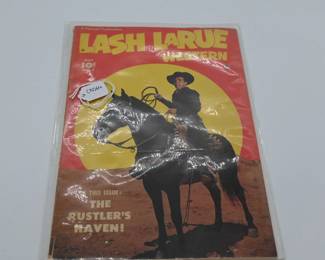 LASH LARUE
WESTERN
10¢
THIS ISSUE:
THE
RUSTLER'S
HAVEN!